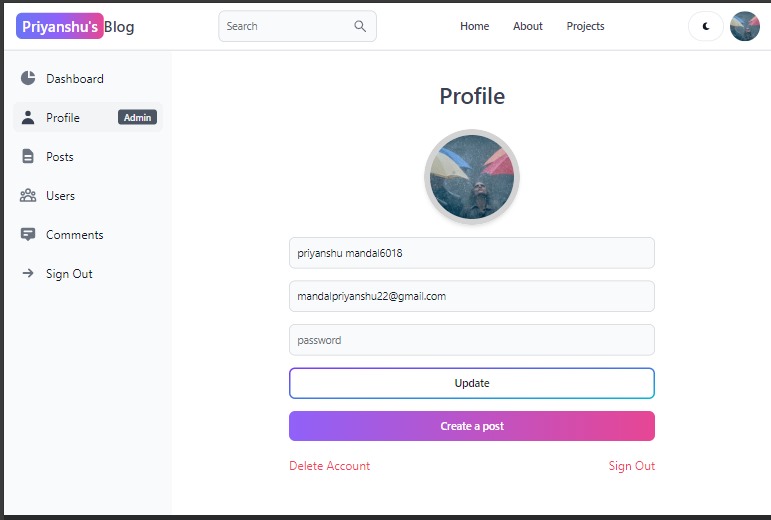 Priyanshu's Blog
Search
Home About Projects
Dashboard
Profile Admin
Posts
Users
Comments
Sign Out
Profile
priyanshu mandal6018
mandalpriyanshu22@gmail.com
password
Update
Create a post
Delete Account Sign Out